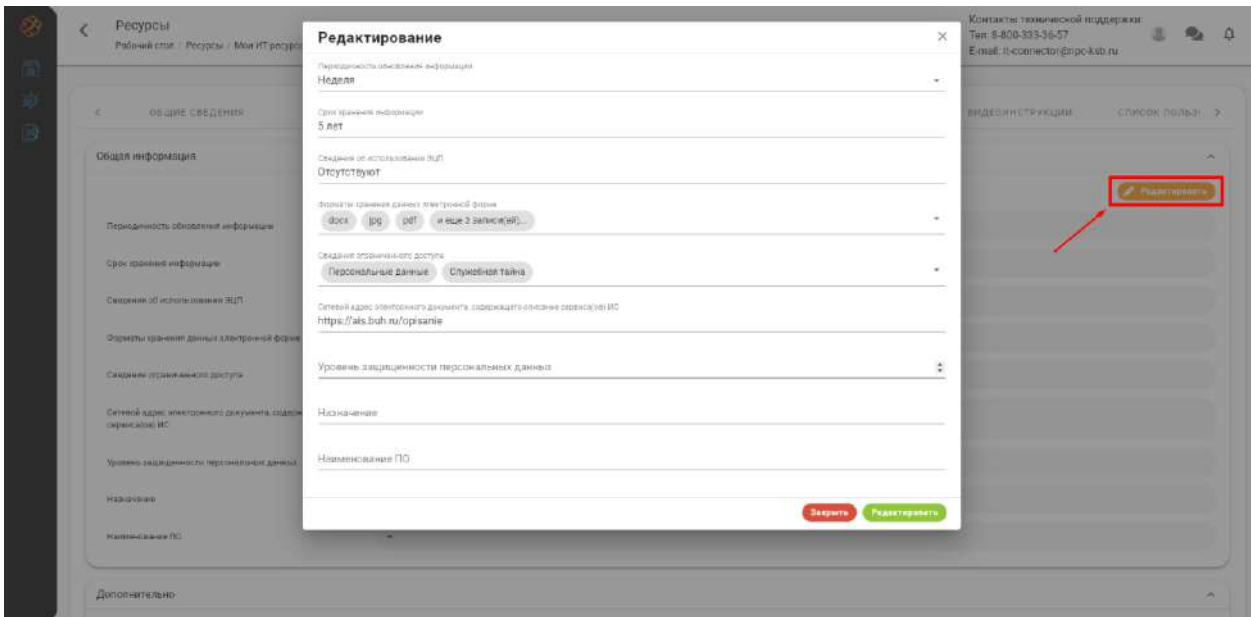 Ресурсы
Рабочий стол / Ресурсы / Мои ИТ-ресурсы
Контакты технической поддержки
Тел: 8-800-333-36-57
E-mail: it-connector@npc-ksb.ru
ОБЩИЕ СВЕДЕНИЯ
ВИДЕОИНСТРУКЦИИ
СПИСОК ПОЛЬЗ
Общая информация
Редактировать
Периодичность обновления информации
Срок хранения информации
Сведения об использовании ЭЦП
Форматы хранения данных электронной форме
Сведения ограниченного доступа
Сетевой адрес электронного документа, содерж
сервиса(ов) ИС
Уровень защищенности персональных данных
Назначение
Наименование ПО
-
Дополнительно
Редактирование
Периодичность обновления информации
Неделя
Срок хранения информации
5 лет
Сведения об использовании ЭЦП
Отсутствуют
Форматы хранения данных электронной форме
docx jpg pdf и еще 2 записи(ей)...
Сведения ограниченного доступа
Персональные данные Служебная тайна
Сетевой адрес электронного документа, содержащего описание сервиса(ов) ИС
https://ais.buh.ru/opisanie
Уровень защищенности персональных данных
Назначение
Наименование ПО
Закрыть Редактировать